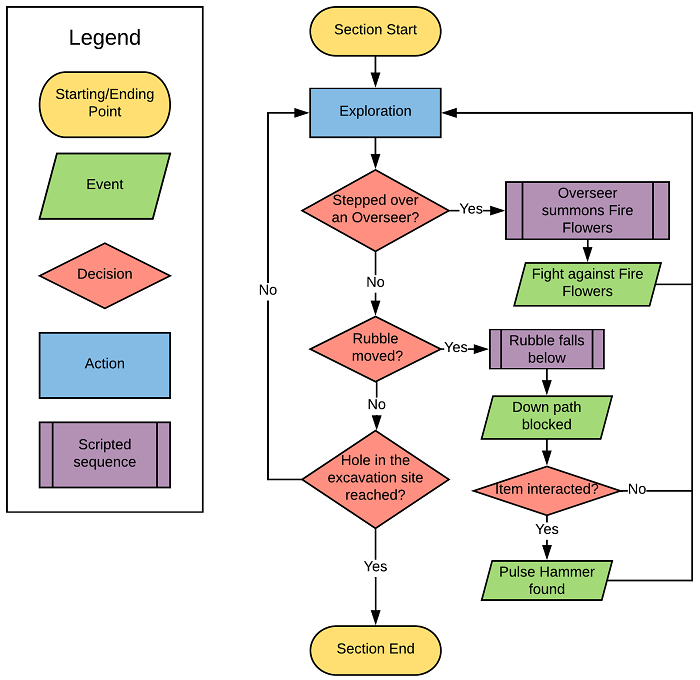 Legend
Starting/Ending
Point
Event
Decision
Action
Scripted
sequence
Section Start
Exploration
Stepped over
an Overseer?
Yes
Overseer
summons Fire
Flowers
Fight against Fire
Flowers
No
No
Rubble
moved?
Yes
Rubble falls
below
Down path
blocked
No
Hole in the
excavation site
reached?
Item interacted?
No
Yes
Pulse Hammer
found
Yes
Section End